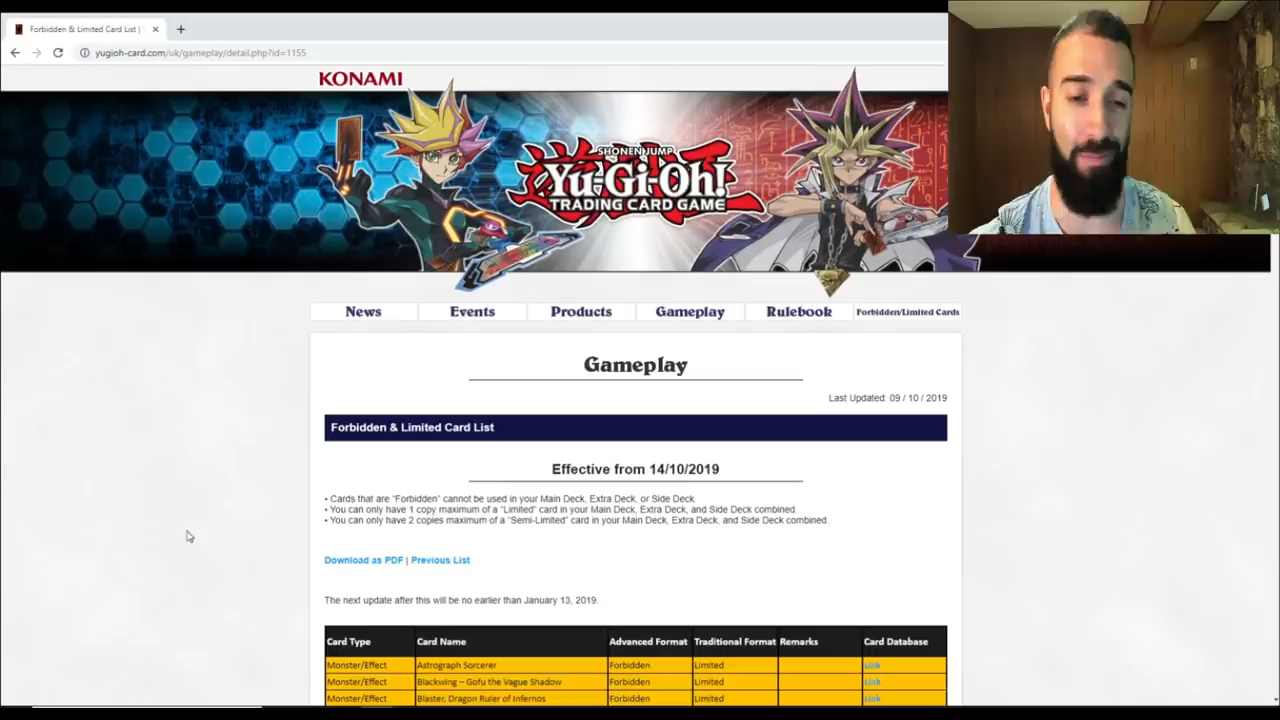 Forbidden & Limited Card List |
yugioh-card.com/uk/gameplay/detail.php?id=1155
KONAMI
SHONEN JUMP
Yu-Gi-Oh!
TRADING CARD GAME
News Events Products Gameplay Rulebook Forbidden/Limited Cards
Gameplay
Last Updated: 09 / 10 / 2019
Forbidden & Limited Card List
Effective from 14/10/2019
• Cards that are "Forbidden" cannot be used in your Main Deck, Extra Deck, or Side Deck.
• You can only have 1 copy maximum of a "Limited" card in your Main Deck, Extra Deck, and Side Deck combined.
• You can only have 2 copies maximum of a "Semi-Limited" card in your Main Deck, Extra Deck, and Side Deck combined.
Download as PDF | Previous List
The next update after this will be no earlier than January 13, 2019.
Card Type Card Name Advanced Format Traditional Format Remarks Card Database
Monster/Effect Astrograph Sorcerer Forbidden Limited Link
Monster/Effect Blackwing – Gofu the Vague Shadow Forbidden Limited Link
Monster/Effect Blaster, Dragon Ruler of Infernos Forbidden Limited Link